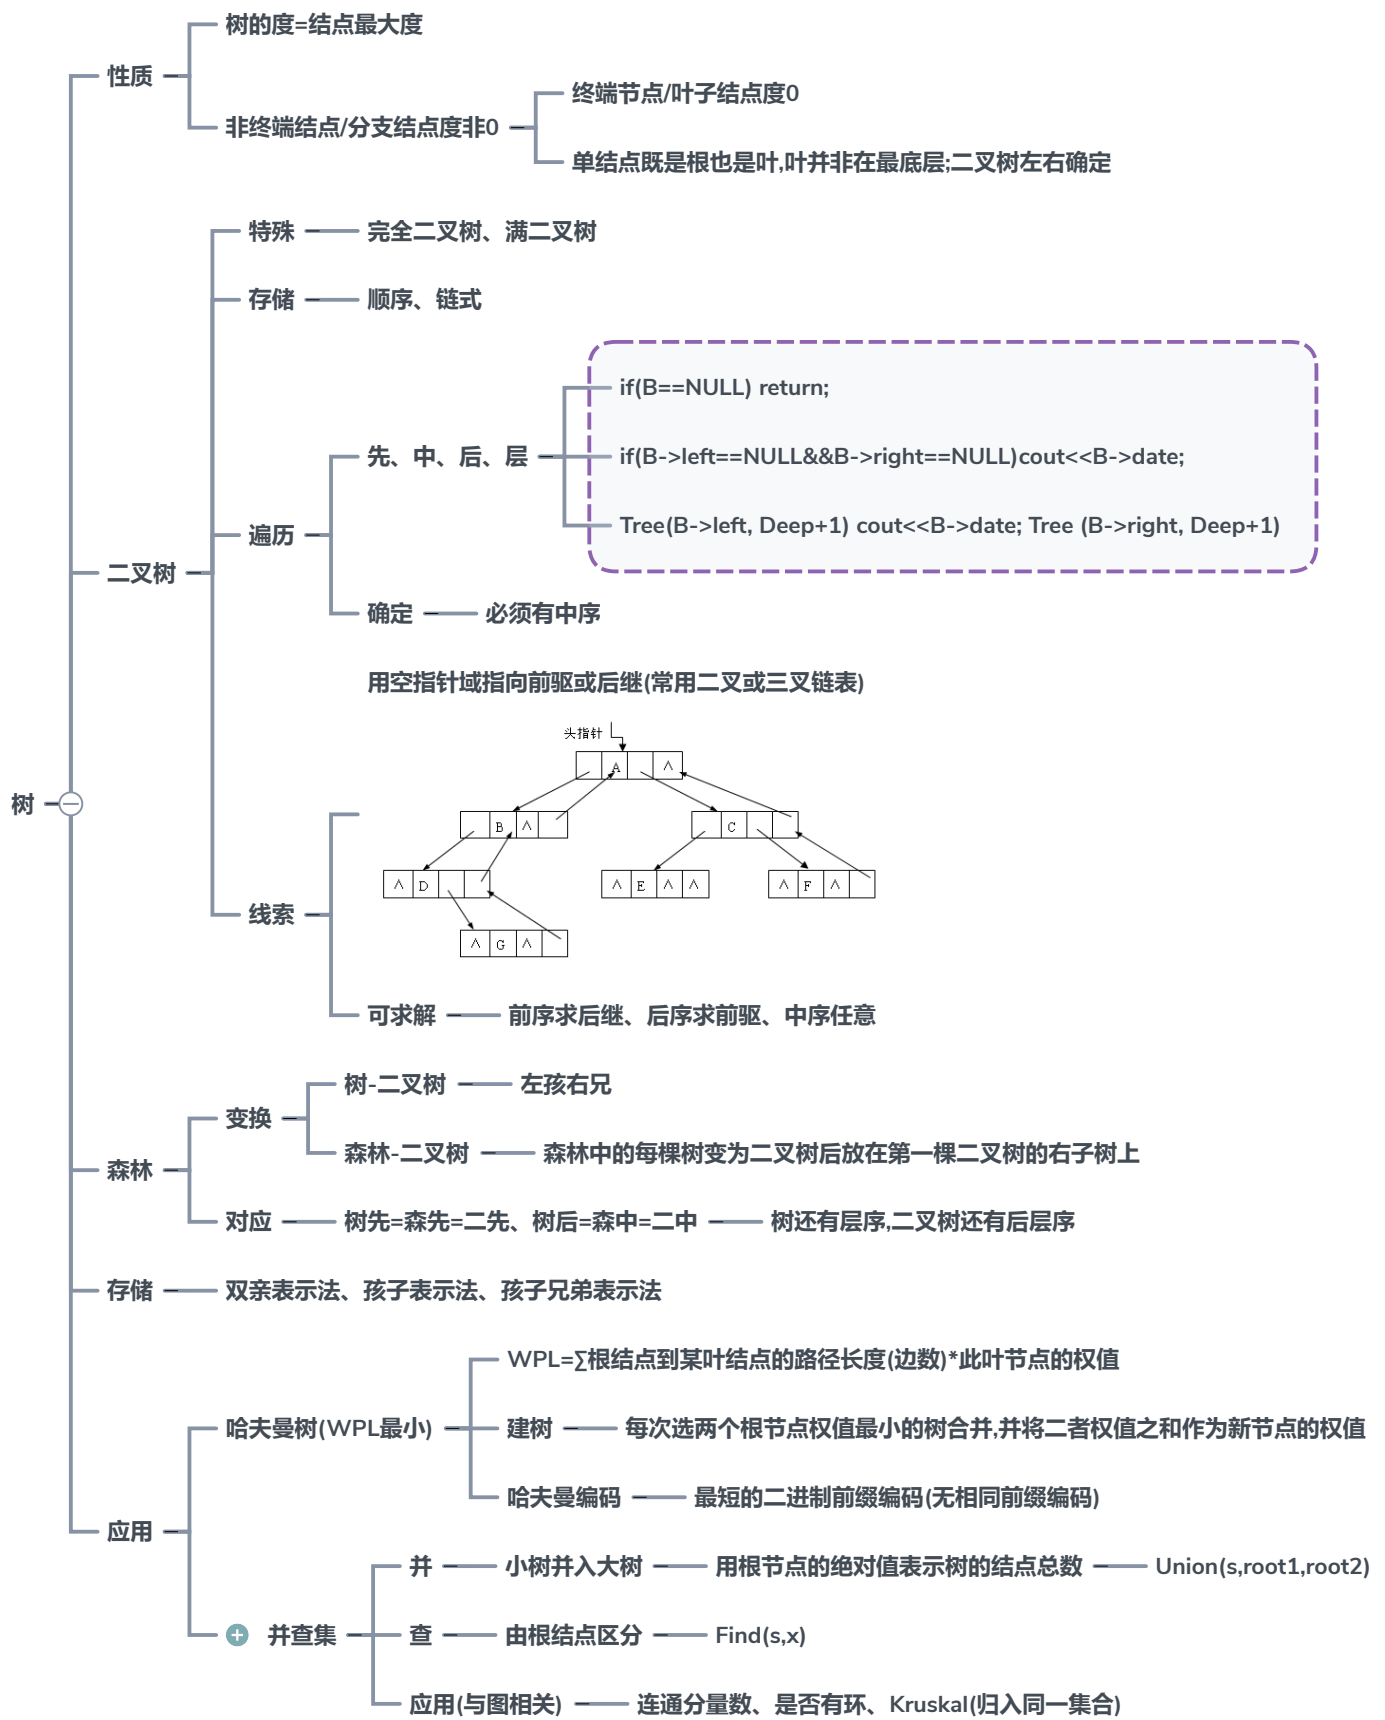 树的度=结点最大度
性质
终端节点/叶子结点度0
非终端结点/分支结点度非0
单结点既是根也是叶,叶并非在最底层;二叉树左右确定
特殊
完全二叉树、满二叉树
存储
顺序、链式
if(B==NULL) return;
先、中、后、层
if(B->left==NULL&&B->right==NULL)cout<<B->date;
Tree(B->left, Deep+1) cout<<B->date; Tree (B->right, Deep+1)
遍历
二叉树
确定
必须有中序
用空指针域指向前驱或后继(常用二叉或三叉链表)
头指针
A ∧
树
B ∧
C
∧ D
∧ E ∧ ∧
∧ F ∧
线索
∧ G ∧
可求解
前序求后继、后序求前驱、中序任意
树-二叉树
左孩右兄
变换
森林-二叉树
森林中的每棵树变为二叉树后放在第一棵二叉树的右子树上
森林
对应
树先=森先=二先、树后=森中=二中
树还有层序,二叉树还有后层序
存储
双亲表示法、孩子表示法、孩子兄弟表示法
WPL=∑根结点到某叶结点的路径长度(边数)*此叶节点的权值
哈夫曼树(WPL最小)
建树
每次选两个根节点权值最小的树合并,并将二者权值之和作为新节点的权值
哈夫曼编码
最短的二进制前缀编码(无相同前缀编码)
应用
并
小树并入大树
用根节点的绝对值表示树的结点总数
Union(s,root1,root2)
并查集
查
由根结点区分
Find(s,x)
应用(与图相关)
连通分量数、是否有环、Kruskal(归入同一集合)